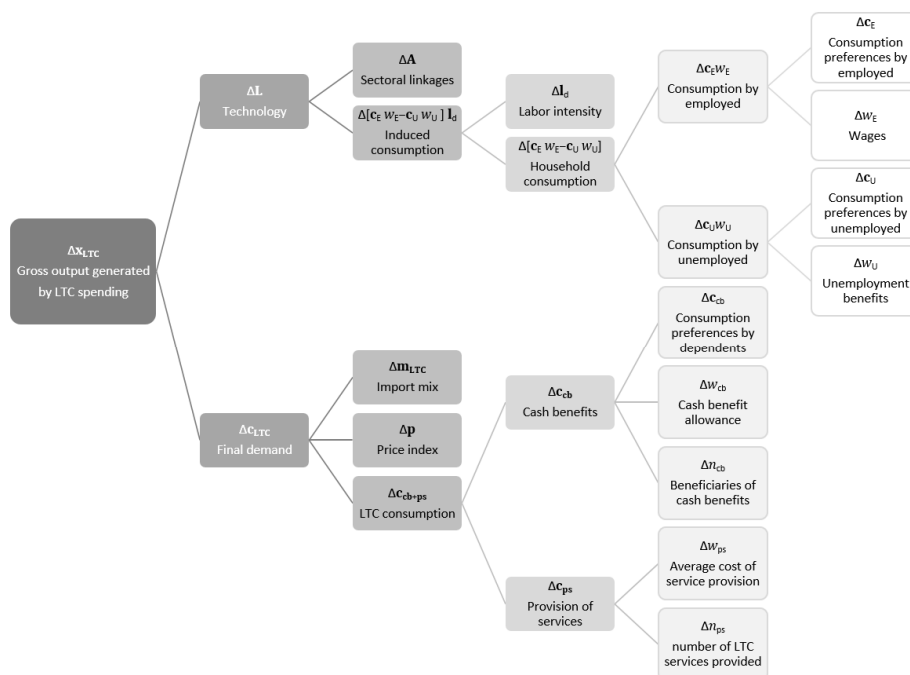 Δx_LTC
Gross output generated
by LTC spending
ΔL
Technology
Δc_LTC
Final demand
ΔA
Sectoral linkages
Δ[c_E w_E−c_U w_U ] l_d
Induced
consumption
Δm_LTC
Import mix
Δp
Price index
Δc_cb+ps
LTC consumption
Δl_d
Labor intensity
Δ[c_E w_E−c_U w_U]
Household
consumption
Δc_cb
Cash benefits
Δc_ps
Provision of
services
Δc_E w_E
Consumption by
employed
Δc_U w_U
Consumption by
unemployed
Δc_cb
Consumption
preferences by
dependents
Δw_cb
Cash benefit
allowance
Δn_cb
Beneficiaries of
cash benefits
Δw_ps
Average cost of
service provision
Δn_ps
number of LTC
services provided
Δc_E
Consumption
preferences by
employed
Δw_E
Wages
Δc_U
Consumption
preferences by
unemployed
Δw_U
Unemployment
benefits